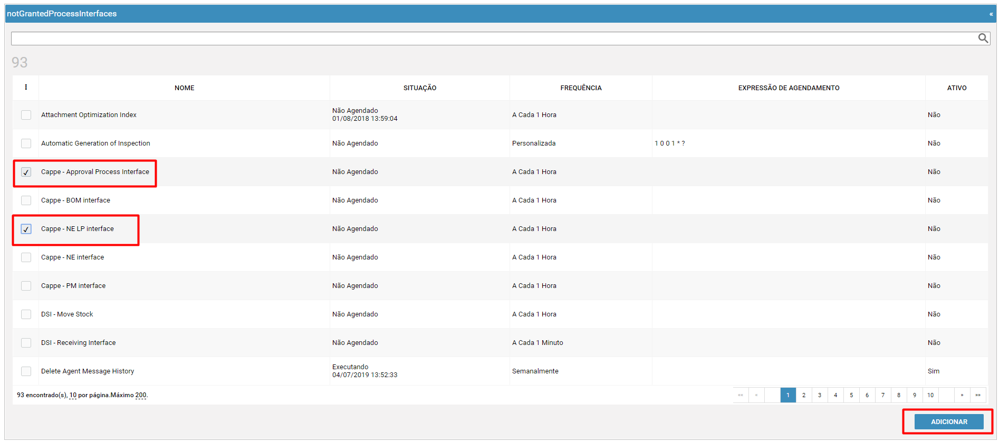 notGrantedProcessInterfaces «
93
NOME SITUAÇÃO FREQUÊNCIA EXPRESSÃO DE AGENDAMENTO ATIVO
Attachment Optimization Index Não Agendado A Cada 1 Hora Não
01/08/2018 13:59:04
Automatic Generation of Inspection Não Agendado Personalizada 1 0 0 1 * ? Não
Cappe - Approval Process Interface Não Agendado A Cada 1 Hora Não
Cappe - BOM interface Não Agendado A Cada 1 Hora Não
Cappe - NE LP interface Não Agendado A Cada 1 Hora Não
Cappe - NE interface Não Agendado A Cada 1 Hora Não
Cappe - PM interface Não Agendado A Cada 1 Hora Não
DSI - Move Stock Não Agendado A Cada 1 Hora Não
DSI - Receiving Interface Não Agendado A Cada 1 Minuto Não
Delete Agent Message History Executando Semanalmente Sim
04/07/2019 13:52:33
93 encontrado(s), 10 por página.Máximo 200. «« « 1 2 3 4 5 6 7 8 9 10 » »»
ADICIONAR